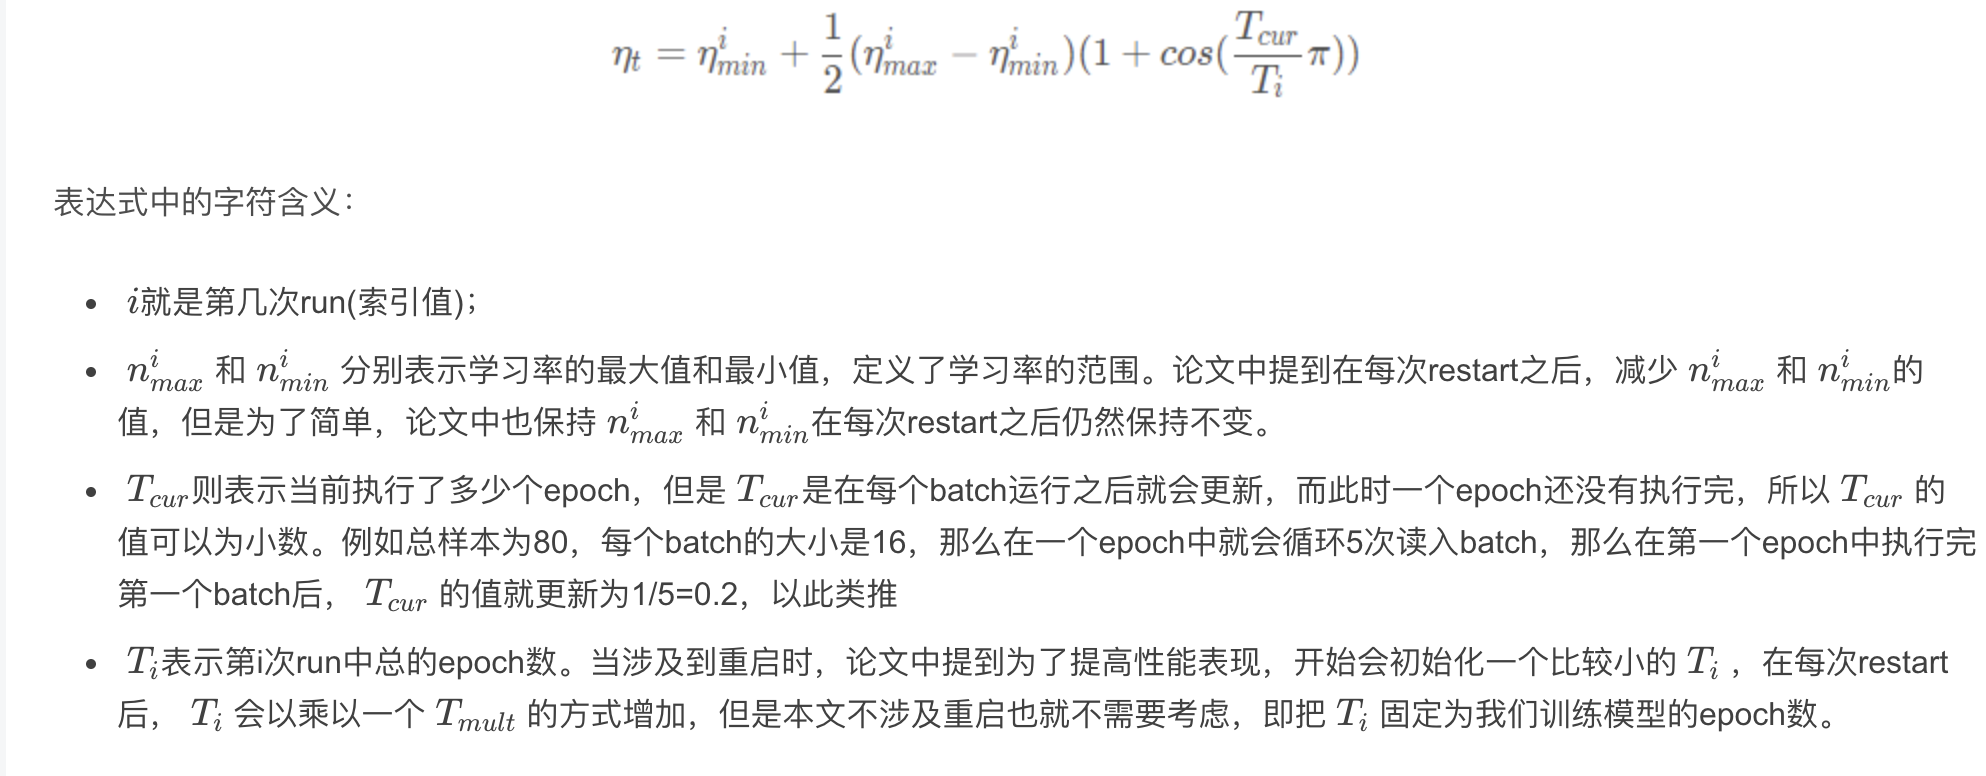 η_t = η^i_{min} + \frac{1}{2}(η^i_{max} − η^i_{min})(1 + cos(\frac{T_{cur}}{T_i}π))
表达式中的字符含义：
• i就是第几次run(索引值)；
• n^i_{max} 和 n^i_{min} 分别表示学习率的最大值和最小值，定义了学习率的范围。论文中提到在每次restart之后，减少 n^i_{max} 和 n^i_{min}的
值，但是为了简单，论文中也保持 n^i_{max} 和 n^i_{min}在每次restart之后仍然保持不变。
• T_{cur}则表示当前执行了多少个epoch，但是 T_{cur}是在每个batch运行之后就会更新，而此时一个epoch还没有执行完，所以 T_{cur} 的
值可以为小数。例如总样本为80，每个batch的大小是16，那么在一个epoch中就会循环5次读入batch，那么在第一个epoch中执行完
第一个batch后， T_{cur} 的值就更新为1/5=0.2，以此类推
• T_i表示第i次run中总的epoch数。当涉及到重启时，论文中提到为了提高性能表现，开始会初始化一个比较小的 T_i ，在每次restart
后， T_i 会以乘以一个 T_{mult} 的方式增加，但是本文不涉及重启也就不需要考虑，即把 T_i 固定为我们训练模型的epoch数。